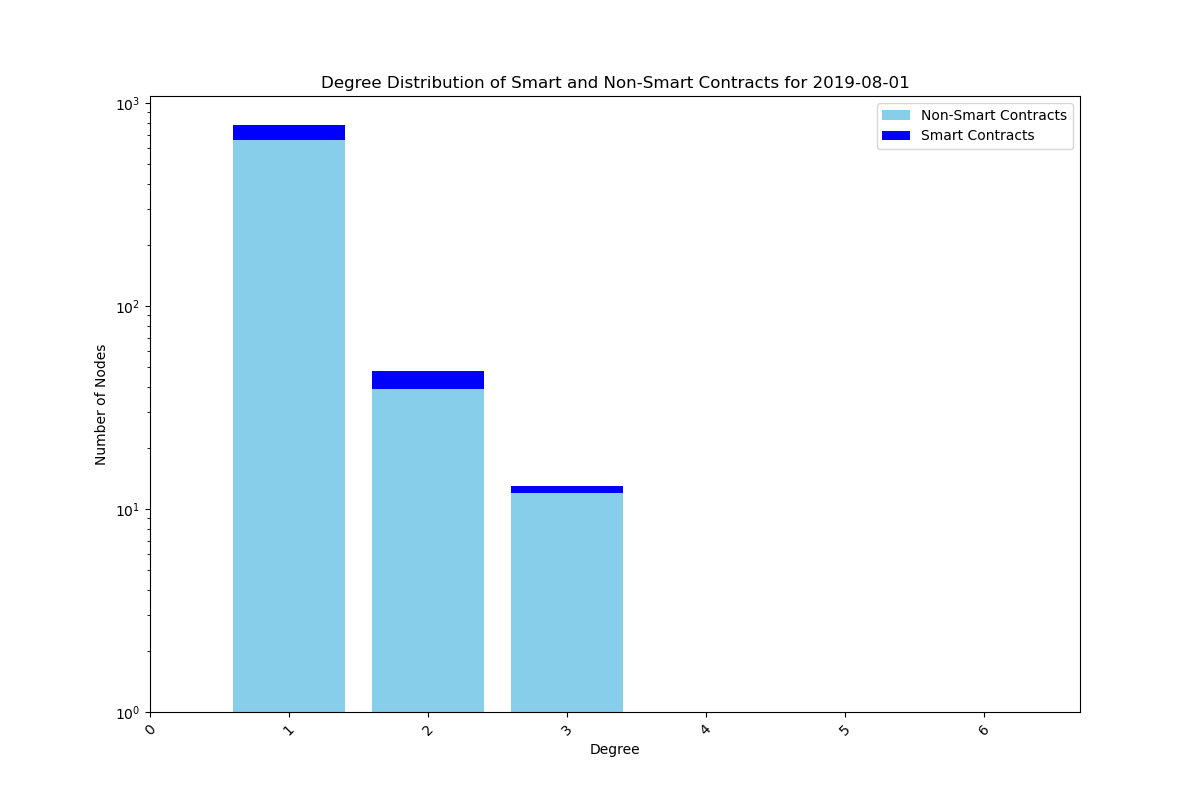 Degree Distribution of Smart and Non-Smart Contracts for 2019-08-01
Non-Smart Contracts
Smart Contracts
Number of Nodes
10³
10²
10¹
10⁰
0 1 2 3 4 5 6
Degree